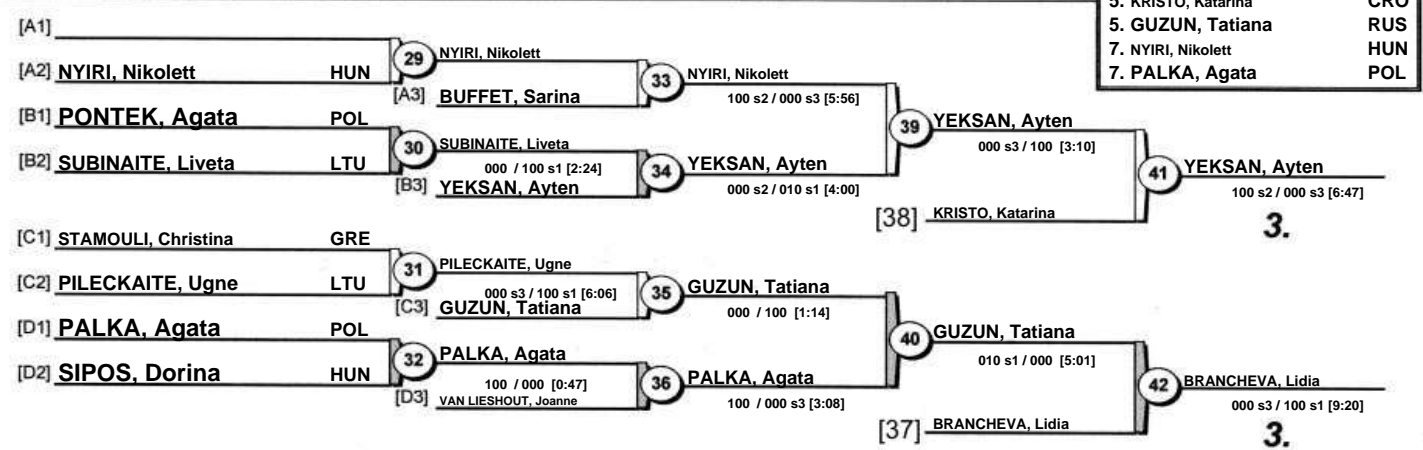 5. KRISTO, Katarina CRO
5. GUZUN, Tatiana RUS
7. NYIRI, Nikolett HUN
7. PALKA, Agata POL
[A1]
[A2] NYIRI, Nikolett HUN
29
NYIRI, Nikolett
[A3] BUFFET, Sarina
33
NYIRI, Nikolett
100 s2 / 000 s3 [5:56]
[B1] PONTEK, Agata POL
[B2] SUBINAITE, Liveta LTU
30
SUBINAITE, Liveta
000 / 100 s1 [2:24]
[B3] YEKSAN, Ayten
34
YEKSAN, Ayten
000 s2 / 010 s1 [4:00]
39
YEKSAN, Ayten
000 s3 / 100 [3:10]
[38] KRISTO, Katarina
41
YEKSAN, Ayten
100 s2 / 000 s3 [6:47]
3.
[C1] STAMOULI, Christina GRE
[C2] PILECKAITE, Ugne LTU
31
PILECKAITE, Ugne
000 s3 / 100 s1 [6:06]
[C3] GUZUN, Tatiana
35
GUZUN, Tatiana
000 / 100 [1:14]
[D1] PALKA, Agata POL
[D2] SIPOS, Dorina HUN
32
PALKA, Agata
100 / 000 [0:47]
[D3] VAN LIESHOUT, Joanne
36
PALKA, Agata
100 / 000 s3 [3:08]
40
GUZUN, Tatiana
010 s1 / 000 [5:01]
[37] BRANCHEVA, Lidia
42
BRANCHEVA, Lidia
000 s3 / 100 s1 [9:20]
3.